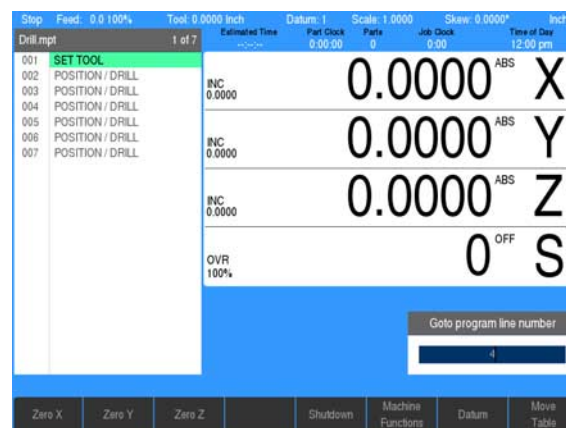 Stop Feed: 0.0 100% Tool: 0.0000 Inch Datum: 1 Scale: 1.0000 Skew: 0.0000° Inch
Drill.mpt 1 of 7
Estimated Time Part Clock Parts Job Clock Time of Day
--:--:-- 0:00:00 0 0:00 12:00 pm
001 SET TOOL
002 POSITION / DRILL
003 POSITION / DRILL
004 POSITION / DRILL
005 POSITION / DRILL
006 POSITION / DRILL
007 POSITION / DRILL
INC 0.0000 0.0000 ABS X
INC 0.0000 0.0000 ABS Y
INC 0.0000 0.0000 ABS Z
OVR 100% 0 OFF S
Goto program line number
4
Zero X Zero Y Zero Z Shutdown Machine Functions Datum Move Table